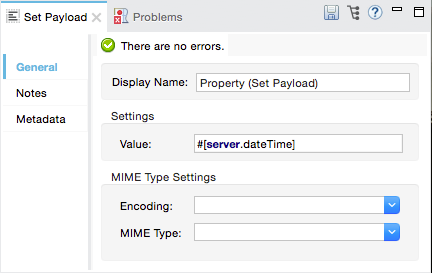 Set Payload
Problems
There are no errors.
General
Notes
Metadata
Display Name: Property (Set Payload)
Settings
Value: #[server.dateTime]
MIME Type Settings
Encoding:
MIME Type: